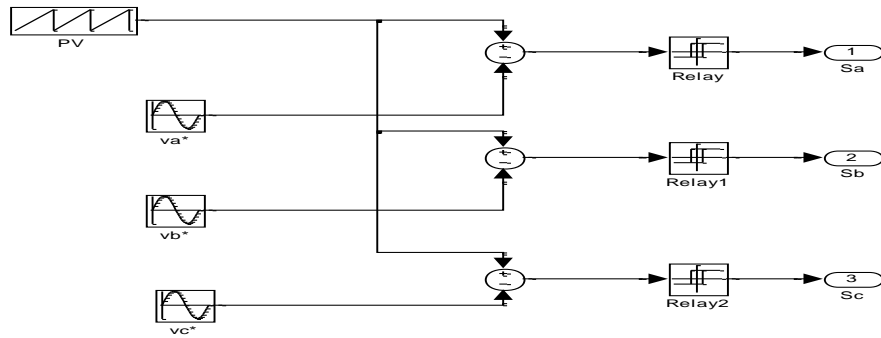 PV
+
−
Relay
1
Sa
va*
+
−
Relay1
2
Sb
vb*
+
−
Relay2
3
Sc
vc*